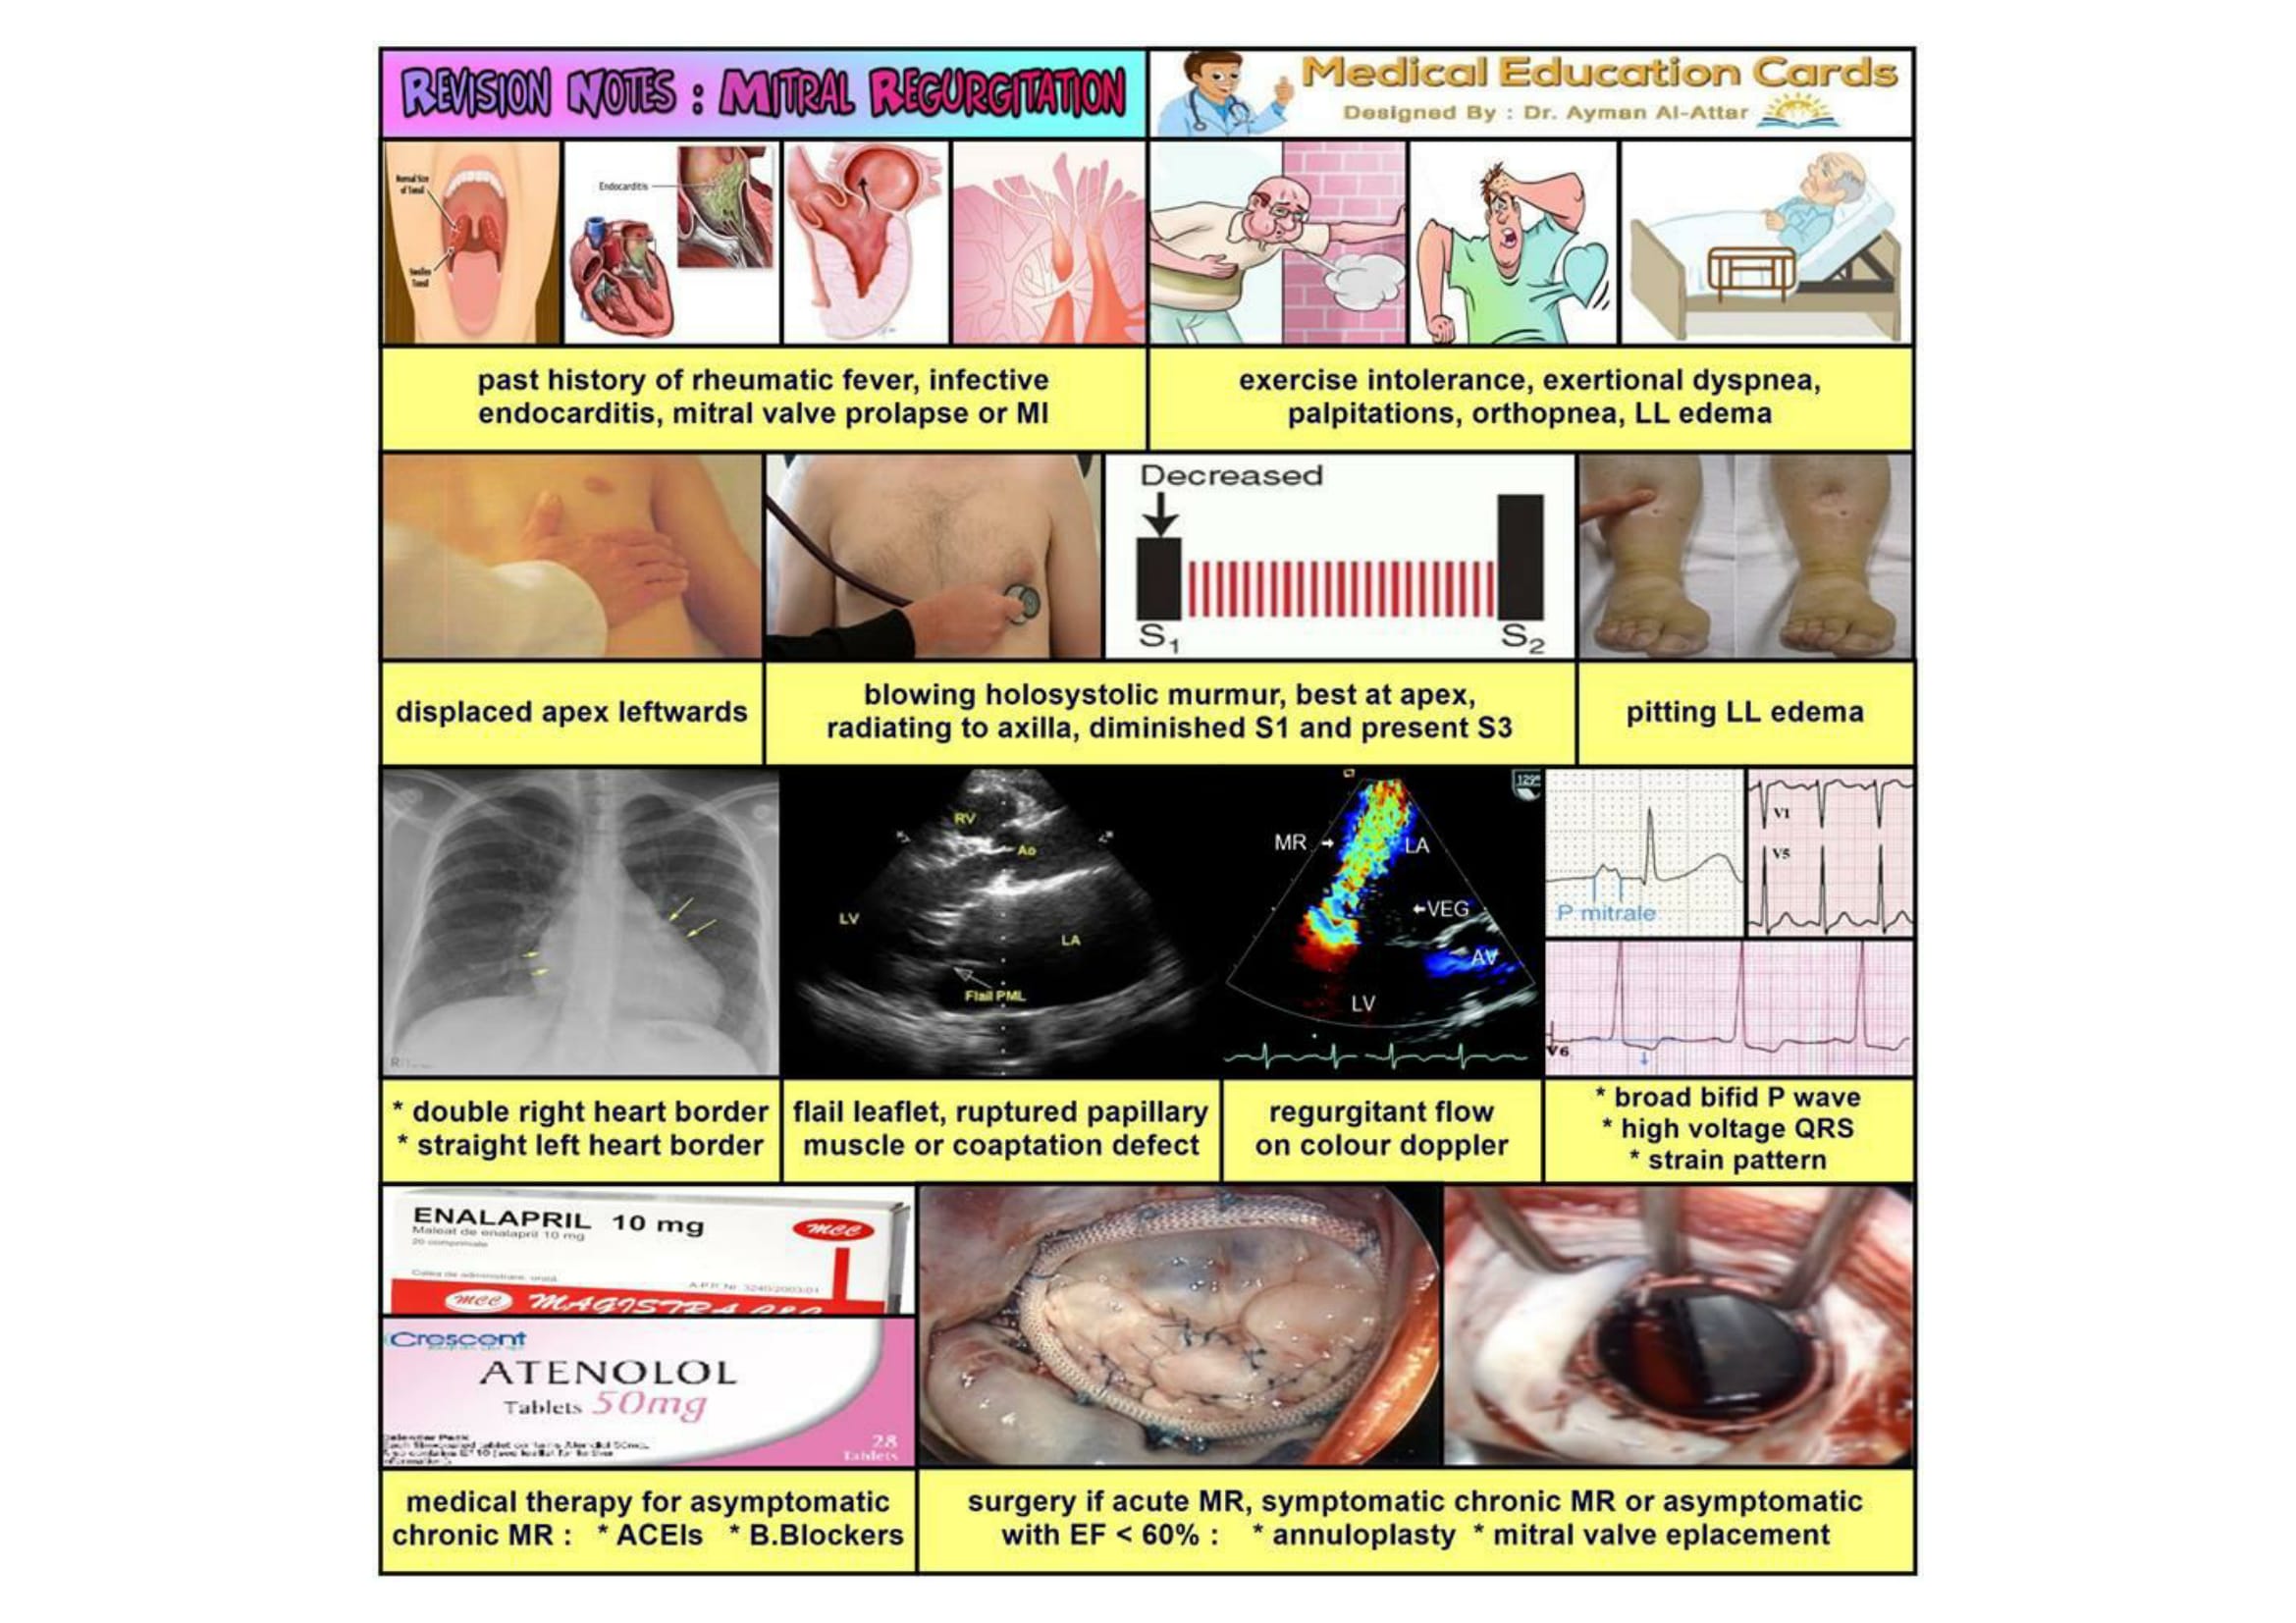 REVISION NOTES : MITRAL REGURGITATION
Medical Education Cards
Designed By : Dr. Ayman Al-Attar
Normal Size
of Tonsil
Swollen
Tonsil
Endocarditis
past history of rheumatic fever, infective
endocarditis, mitral valve prolapse or MI
exercise intolerance, exertional dyspnea,
palpitations, orthopnea, LL edema
Decreased
S1
S2
displaced apex leftwards
blowing holosystolic murmur, best at apex,
radiating to axilla, diminished S1 and present S3
pitting LL edema
RV
Ao
LV
LA
Flail PML
129°
MR
LA
VEG
AV
LV
P mitrale
V1
V5
V6
* double right heart border
* straight left heart border
flail leaflet, ruptured papillary
muscle or coaptation defect
regurgitant flow
on colour doppler
* broad bifid P wave
* high voltage QRS
* strain pattern
ENALAPRIL 10 mg
Maleat de enalapril 10 mg
20 comprimate
mcc
mcc MAGISTRA C&C
Crescent
ATENOLOL
Tablets 50mg
28
Tablets
medical therapy for asymptomatic
chronic MR : * ACEIs * B.Blockers
surgery if acute MR, symptomatic chronic MR or asymptomatic
with EF < 60% : * annuloplasty * mitral valve eplacement